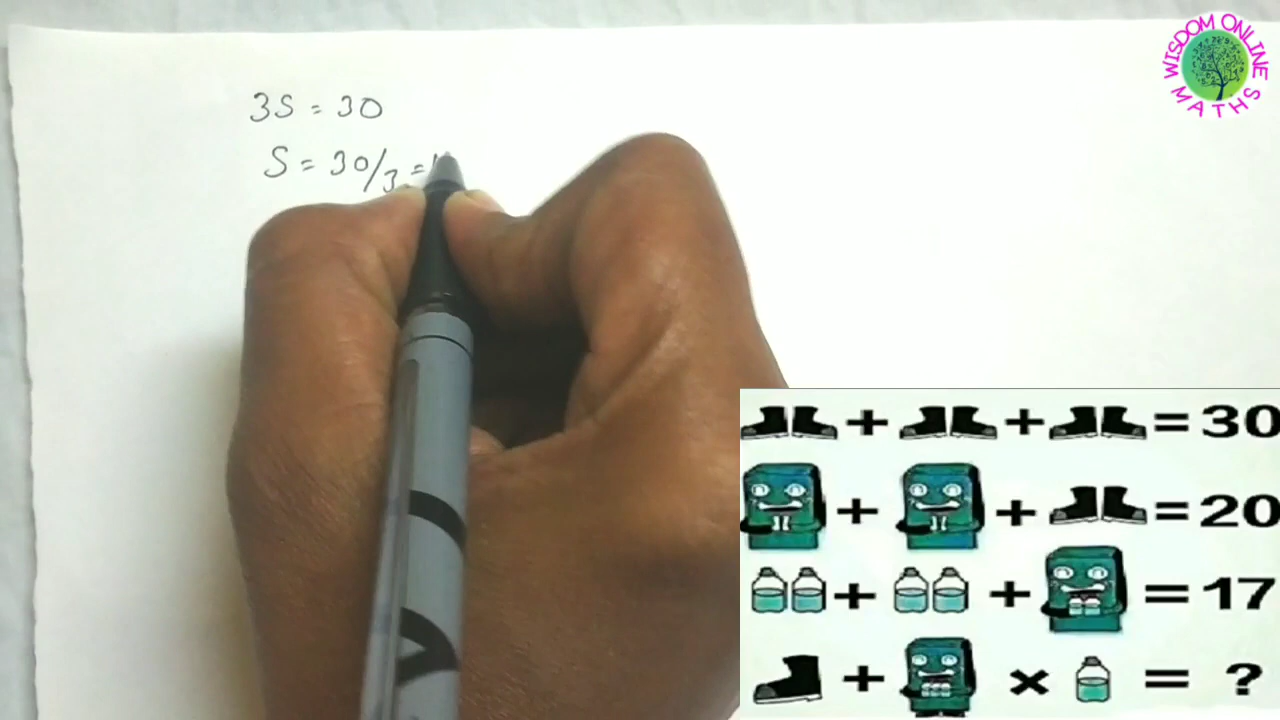 3S = 30
S = 30/3 =
WISDOM ONLINE MATHS
+ + = 30
+ + = 20
+ + = 17
+ × = ?